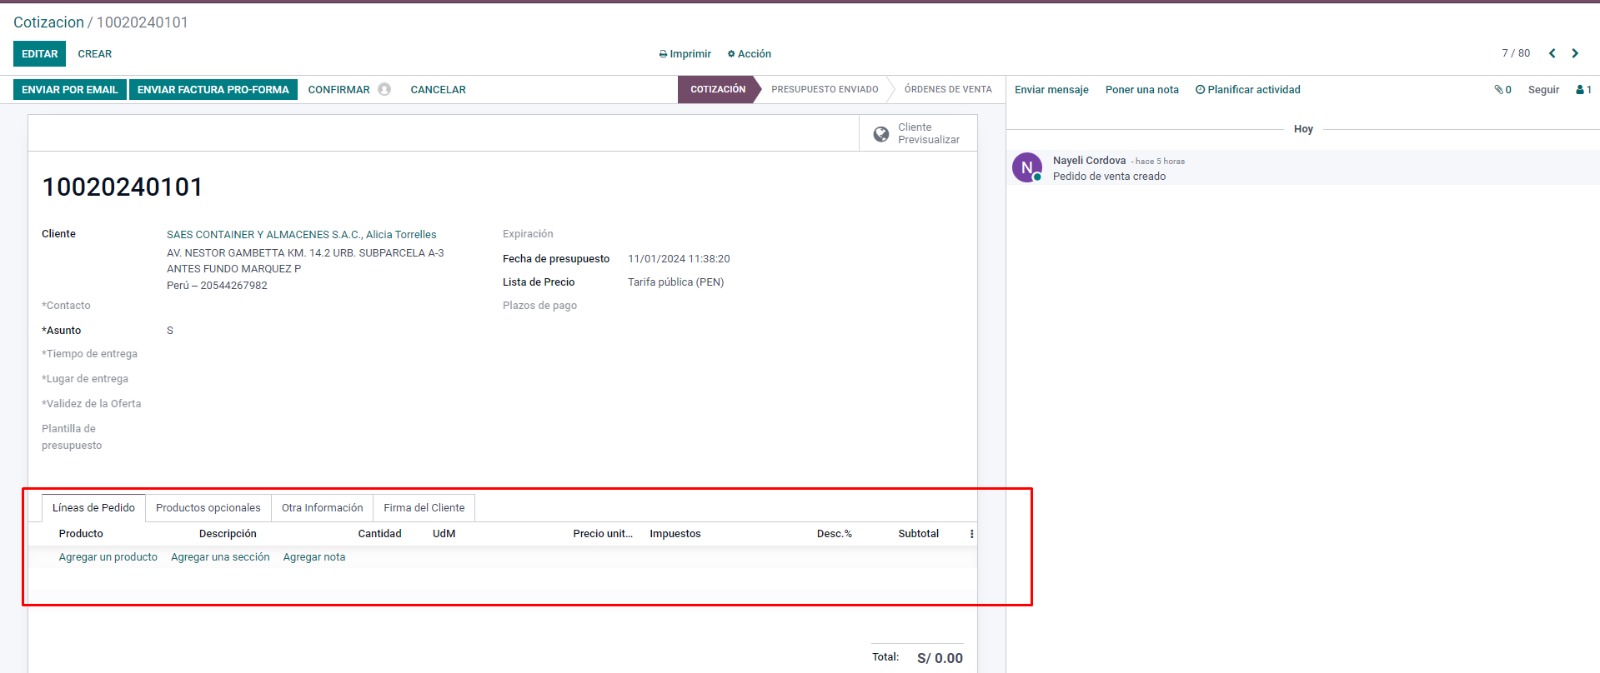 Cotizacion / 10020240101
EDITAR CREAR
Imprimir Acción
7 / 80
ENVIAR POR EMAIL ENVIAR FACTURA PRO-FORMA CONFIRMAR CANCELAR
COTIZACIÓN PRESUPUESTO ENVIADO ÓRDENES DE VENTA
Enviar mensaje Poner una nota Planificar actividad
0 Seguir 1
Cliente
Previsualizar
Hoy
N
Nayeli Cordova - hace 5 horas
Pedido de venta creado
10020240101
Cliente
SAES CONTAINER Y ALMACENES S.A.C., Alicia Torrelles
AV. NESTOR GAMBETTA KM. 14.2 URB. SUBPARCELA A-3
ANTES FUNDO MARQUEZ P
Perú – 20544267982
*Contacto
*Asunto S
*Tiempo de entrega
*Lugar de entrega
*Validez de la Oferta
Plantilla de
presupuesto
Expiración
Fecha de presupuesto 11/01/2024 11:38:20
Lista de Precio Tarifa pública (PEN)
Plazos de pago
Líneas de Pedido Productos opcionales Otra Información Firma del Cliente
Producto Descripción Cantidad UdM Precio unit... Impuestos Desc.% Subtotal
Agregar un producto Agregar una sección Agregar nota
Total: S/ 0.00